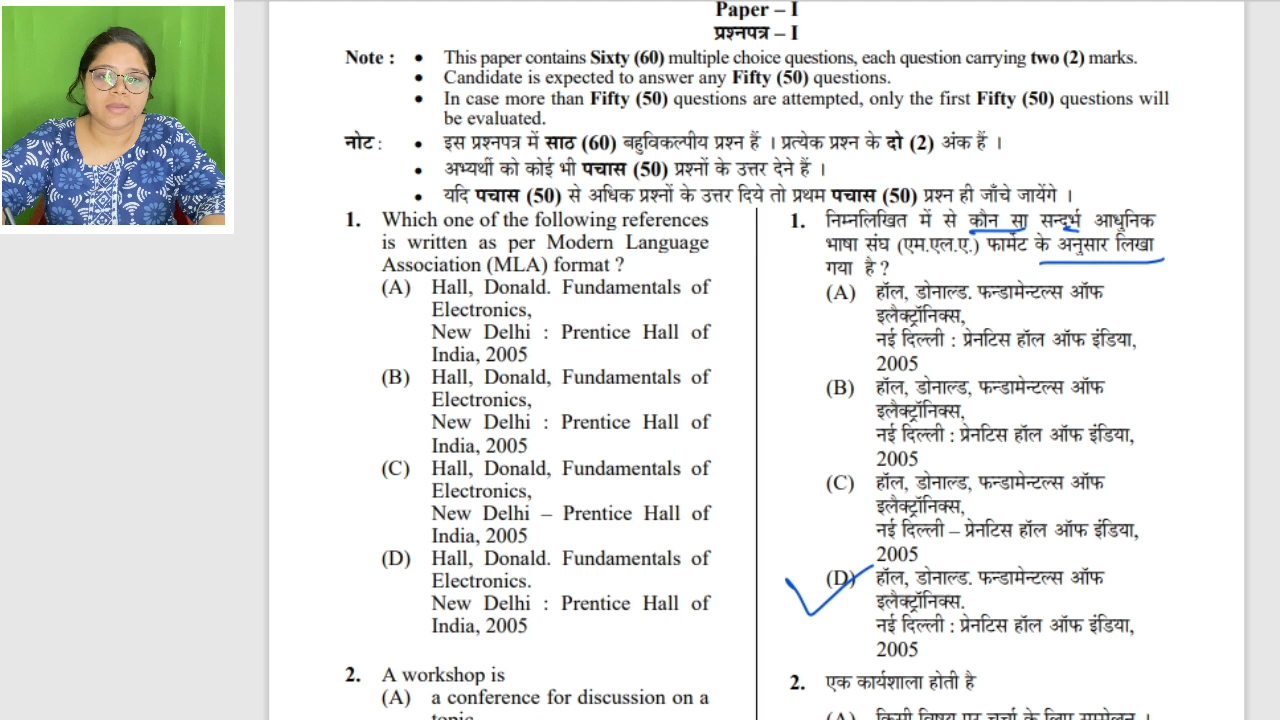 Paper – I
प्रश्नपत्र – I
Note : • This paper contains Sixty (60) multiple choice questions, each question carrying two (2) marks.
• Candidate is expected to answer any Fifty (50) questions.
• In case more than Fifty (50) questions are attempted, only the first Fifty (50) questions will
be evaluated.
नोट : • इस प्रश्नपत्र में साठ (60) बहुविकल्पीय प्रश्न हैं । प्रत्येक प्रश्न के दो (2) अंक हैं ।
• अभ्यर्थी को कोई भी पचास (50) प्रश्नों के उत्तर देने हैं ।
• यदि पचास (50) से अधिक प्रश्नों के उत्तर दिये तो प्रथम पचास (50) प्रश्न ही जाँचे जायेंगे ।
1. Which one of the following references
is written as per Modern Language
Association (MLA) format ?
(A) Hall, Donald. Fundamentals of
Electronics,
New Delhi : Prentice Hall of
India, 2005
(B) Hall, Donald, Fundamentals of
Electronics,
New Delhi : Prentice Hall of
India, 2005
(C) Hall, Donald, Fundamentals of
Electronics,
New Delhi – Prentice Hall of
India, 2005
(D) Hall, Donald. Fundamentals of
Electronics.
New Delhi : Prentice Hall of
India, 2005
2. A workshop is
(A) a conference for discussion on a
topic
1. निम्नलिखित में से कौन सा सन्दर्भ आधुनिक
भाषा संघ (एम.एल.ए.) फार्मेट के अनुसार लिखा
गया है ?
(A) हॉल, डोनाल्ड. फन्डामेन्टल्स ऑफ
इलैक्ट्रॉनिक्स,
नई दिल्ली : प्रेनटिस हॉल ऑफ इंडिया,
2005
(B) हॉल, डोनाल्ड, फन्डामेन्टल्स ऑफ
इलैक्ट्रॉनिक्स,
नई दिल्ली : प्रेनटिस हॉल ऑफ इंडिया,
2005
(C) हॉल, डोनाल्ड, फन्डामेन्टल्स ऑफ
इलैक्ट्रॉनिक्स,
नई दिल्ली – प्रेनटिस हॉल ऑफ इंडिया,
2005
(D) हॉल, डोनाल्ड. फन्डामेन्टल्स ऑफ
इलैक्ट्रॉनिक्स.
नई दिल्ली : प्रेनटिस हॉल ऑफ इंडिया,
2005
2. एक कार्यशाला होती है
(A) किसी विषय पर चर्चा के लिए सम्मेलन ।